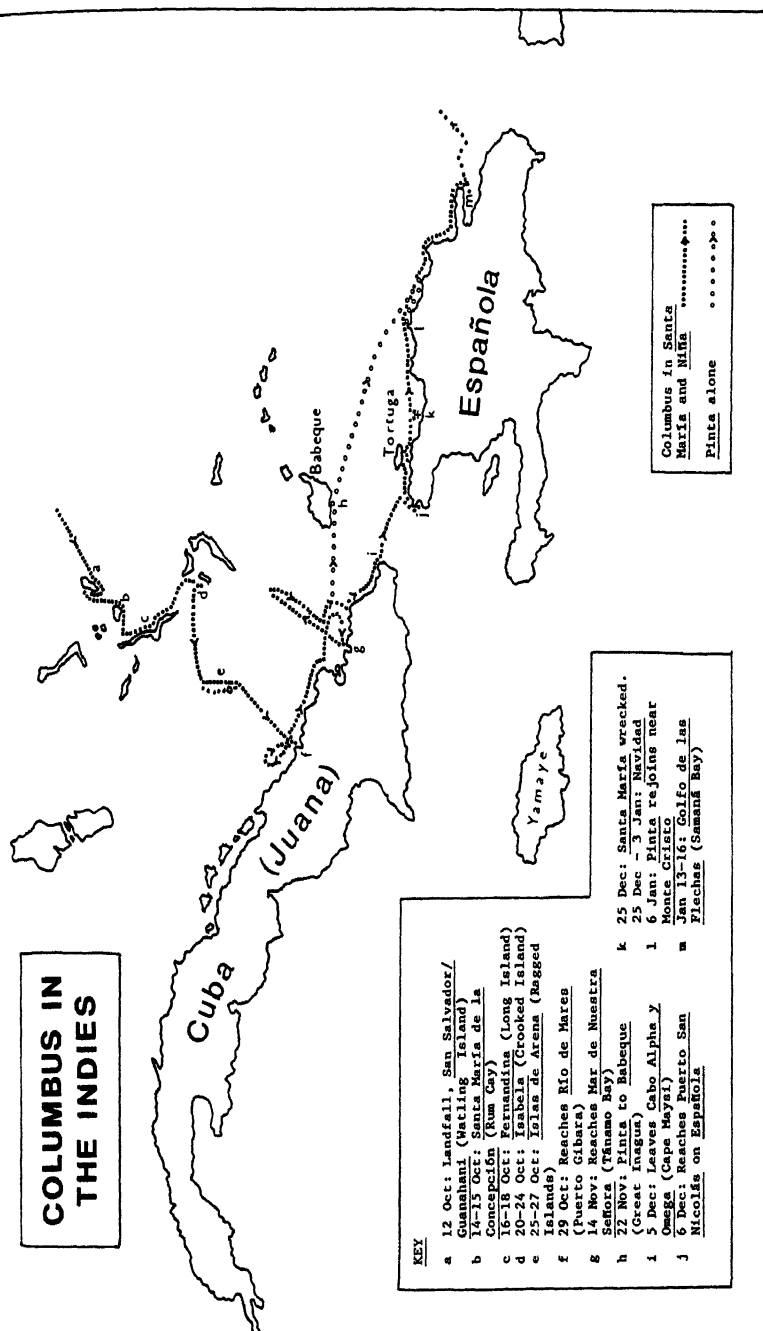 COLUMBUS IN
THE INDIES
Cuba
(Juana)
Yamaye
Babeque
Tortuga
Española
a
b
c
d
e
f
g
h
i
j
k
l
m
KEY
a 12 Oct: Landfall, San Salvador/
Guanahaní (Watling Island)
b 14-15 Oct: Santa María de la
Concepción (Rum Cay)
c 16-18 Oct: Fernandina (Long Island)
d 20-24 Oct: Isabela (Crooked Island)
e 25-27 Oct: Islas de Arena (Ragged
Islands)
f 29 Oct: Reaches Río de Mares
(Puerto Gibara)
g 14 Nov: Reaches Mar de Nuestra
Señora (Tánamo Bay)
h 22 Nov: Pinta to Babeque
(Great Inagua)
i 5 Dec: Leaves Cabo Alpha y
Omega (Cape Maysi)
j 6 Dec: Reaches Puerto San
Nicolás on Española
k 25 Dec: Santa María wrecked.
25 Dec - 3 Jan: Navidad
l 6 Jan: Pinta rejoins near
Monte Cristo
m Jan 13-16: Golfo de las
Flechas (Samaná Bay)
Columbus in Santa
María and Niña
Pinta alone